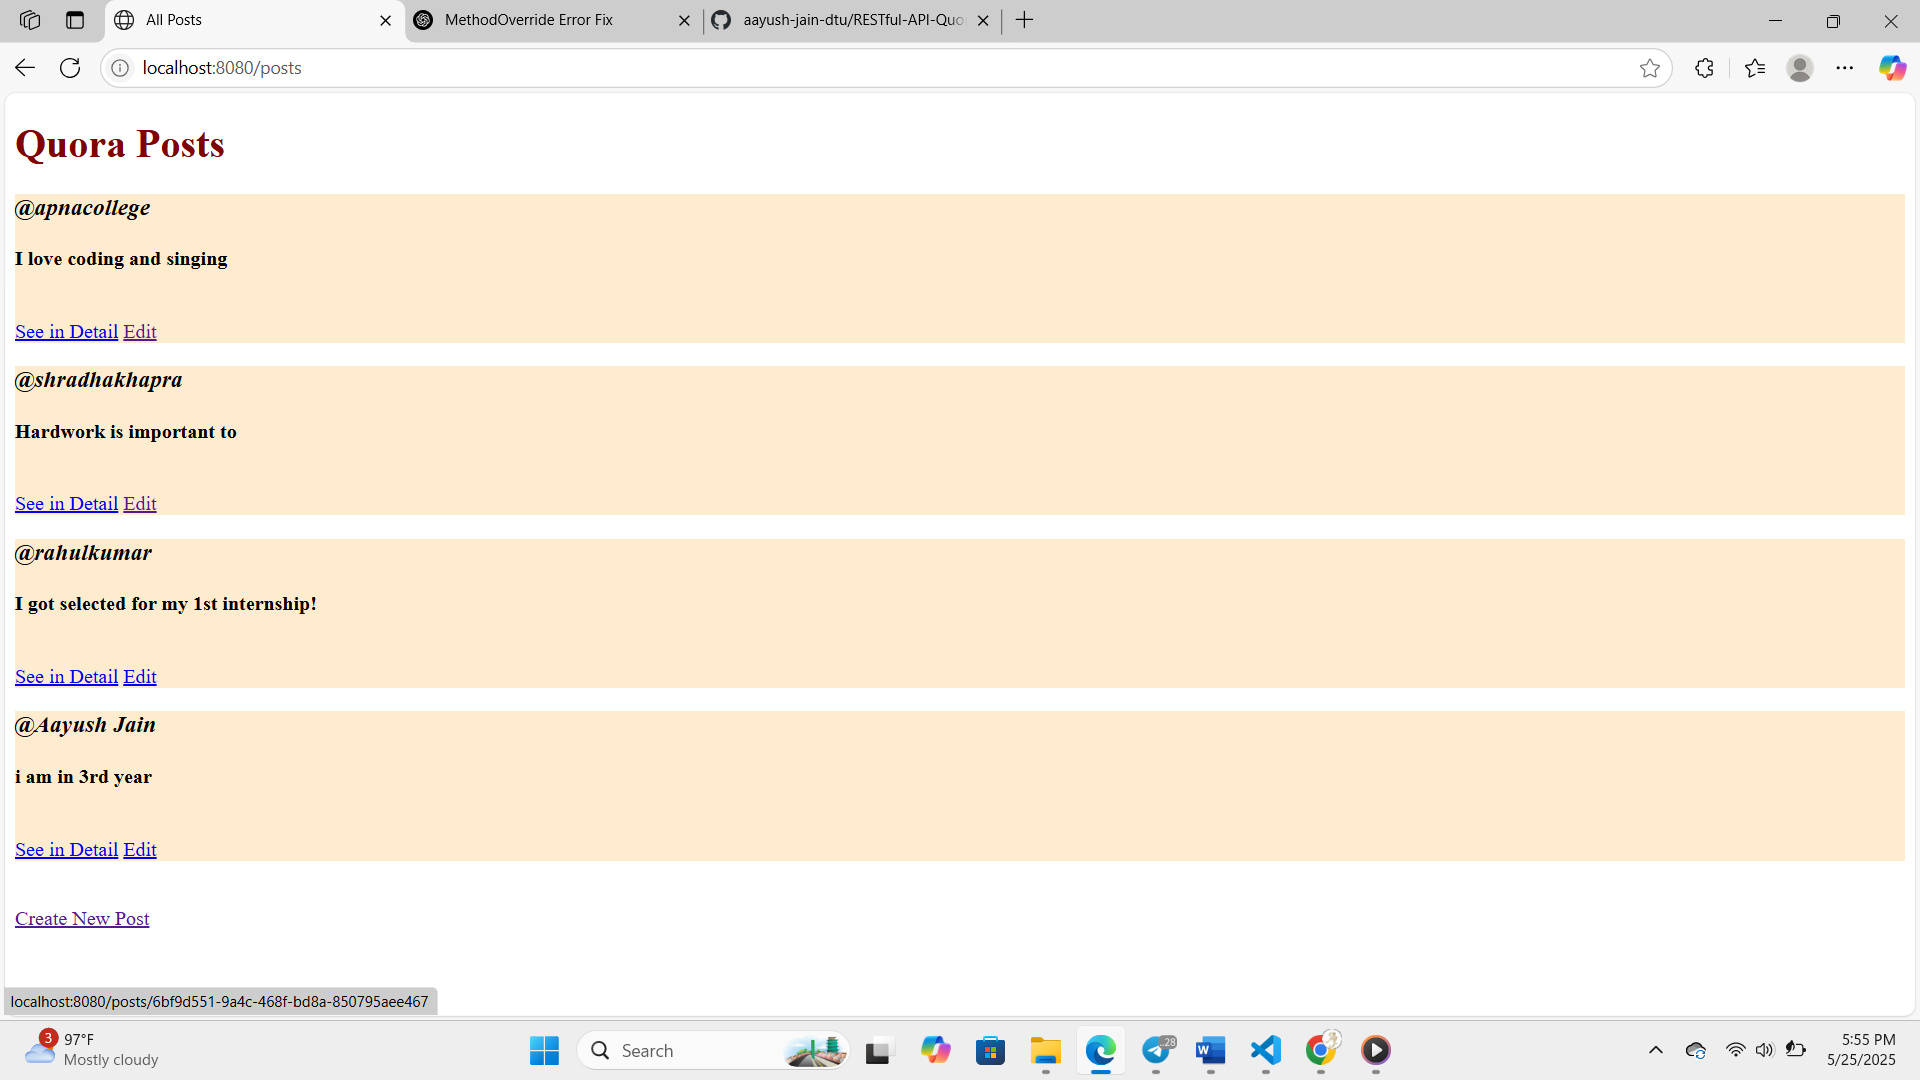 All Posts
MethodOverride Error Fix
aayush-jain-dtu/RESTful-API-Quo
localhost:8080/posts
Quora Posts
@apnacollege
I love coding and singing
See in Detail Edit
@shradhakhapra
Hardwork is important to
See in Detail Edit
@rahulkumar
I got selected for my 1st internship!
See in Detail Edit
@Aayush Jain
i am in 3rd year
See in Detail Edit
Create New Post
localhost:8080/posts/6bf9d551-9a4c-468f-bd8a-850795aee467
3
97°F
Mostly cloudy
Search
..28
W
5:55 PM
5/25/2025